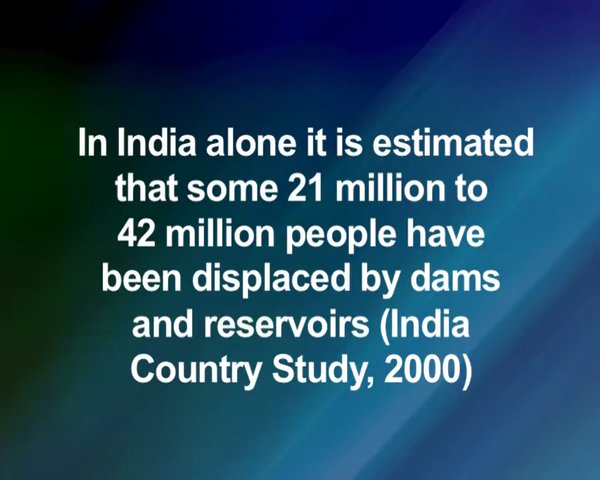 In India alone it is estimated
that some 21 million to
42 million people have
been displaced by dams
and reservoirs (India
Country Study, 2000)